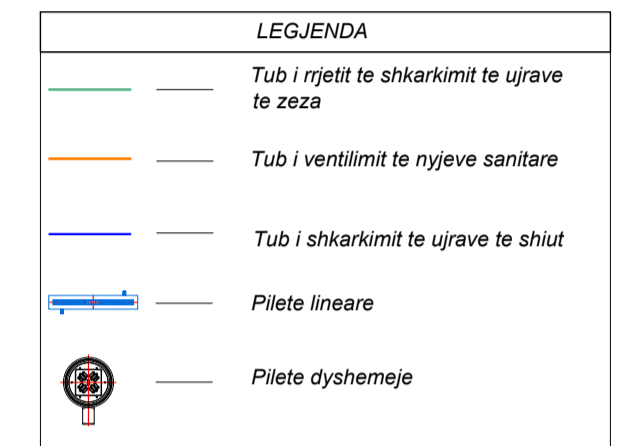 LEGJENDA
Tub i rrjetit te shkarkimit te ujrave
te zeza
Tub i ventilimit te nyjeve sanitare
Tub i shkarkimit te ujrave te shiut
Pilete lineare
Pilete dyshemeje